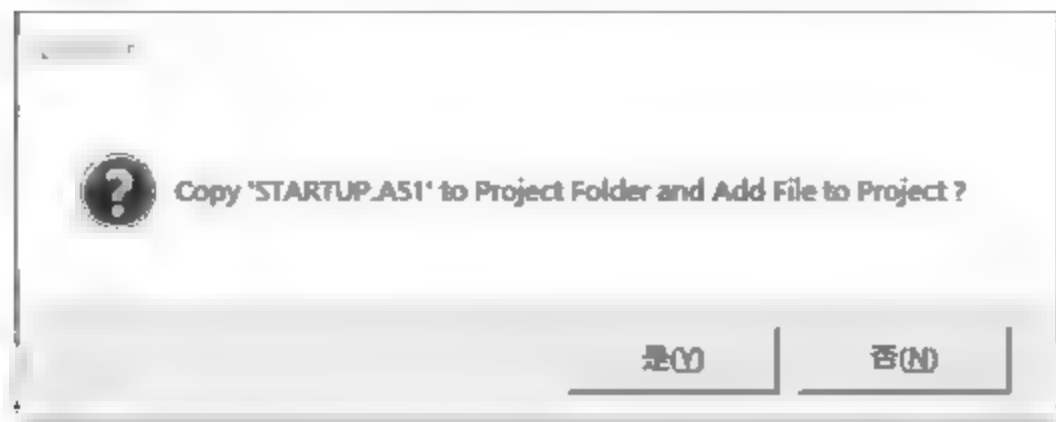 Copy 'STARTUP.A51' to Project Folder and Add File to Project ?
是(Y)
否(N)